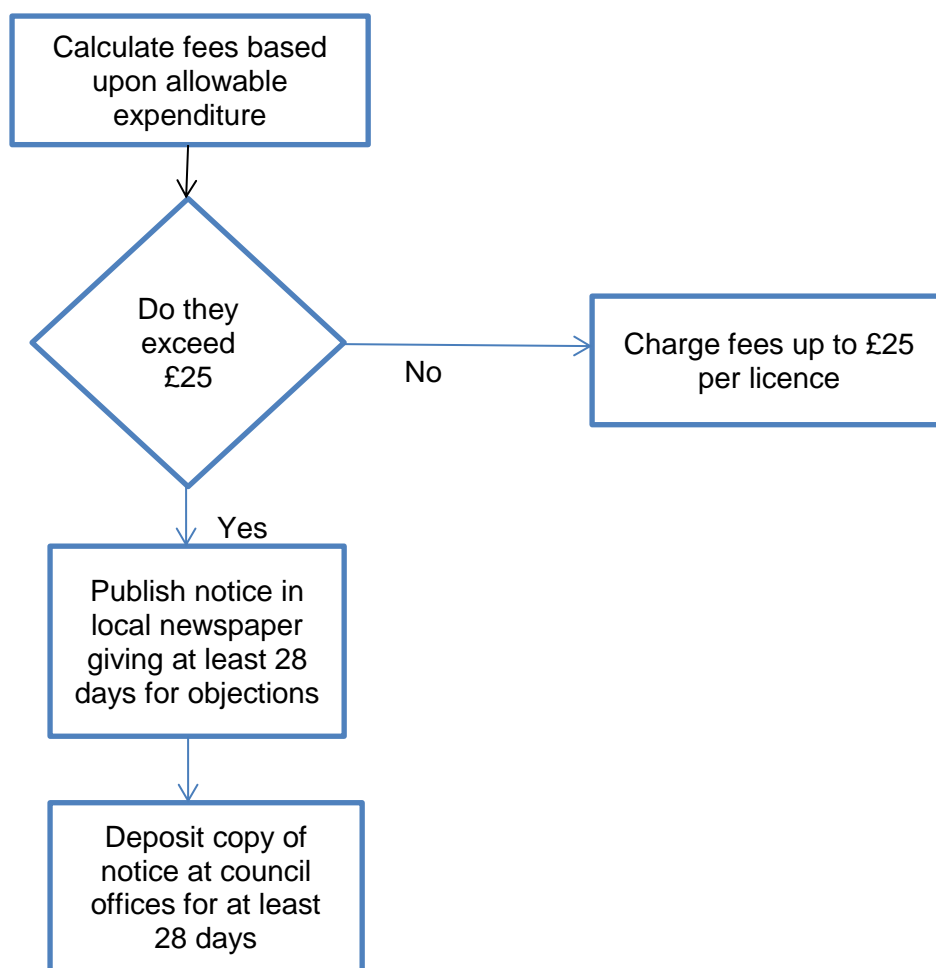 Calculate fees based
upon allowable
expenditure
Do they
exceed
£25
No
Charge fees up to £25
per licence
Yes
Publish notice in
local newspaper
giving at least 28
days for objections
Deposit copy of
notice at council
offices for at least
28 days